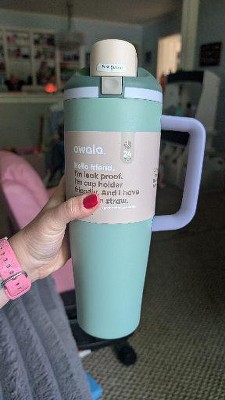 owala.
hello friend.
I'm leak proof.
I'm cup holder
friendly. And I have
straw.